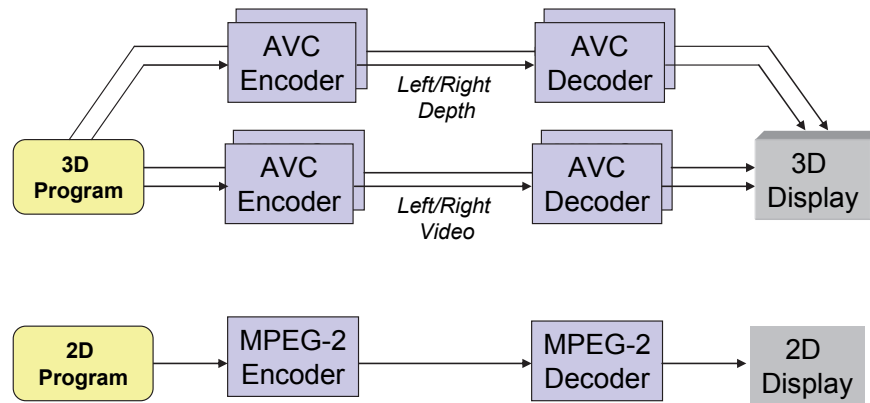 AVC
Encoder
Left/Right
Depth
AVC
Decoder
3D
Program
AVC
Encoder
Left/Right
Video
AVC
Decoder
3D
Display
2D
Program
MPEG-2
Encoder
MPEG-2
Decoder
2D
Display